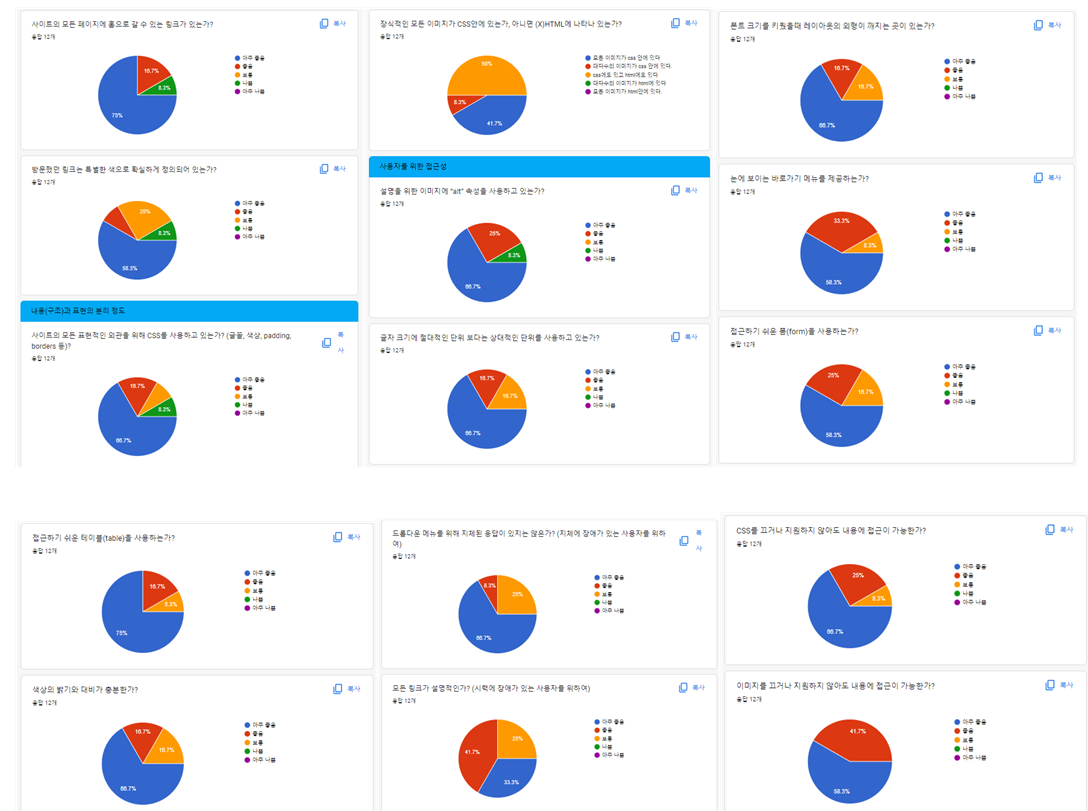 사이트의 모든 페이지에 홈으로 갈 수 있는 링크가 있는가?
복사
응답 12개
아주 좋음
좋음
보통
나쁨
아주 나쁨
16.7%
8.3%
75%
방문했던 링크는 특별한 색으로 확실하게 정의되어 있는가?
복사
응답 12개
아주 좋음
좋음
보통
나쁨
아주 나쁨
25%
8.3%
58.3%
내용(구조)과 표현의 분리 정도
사이트의 모든 표현적인 외관을 위해 CSS를 사용하고 있는가? (글꼴, 색상, padding,
borders 등)?
복
사
응답 12개
아주 좋음
좋음
보통
나쁨
아주 나쁨
16.7%
8.3%
66.7%
장식적인 모든 이미지가 CSS안에 있는가, 아니면 (X)HTML에 나타나 있는가?
복사
응답 12개
모든 이미지가 css 안에 있다
대다수의 이미지가 css 안에 있다.
css에도 있고 html에도 있다
대다수의 이미지가 html에 있다
모든 이미지가 html안에 있다.
50%
8.3%
41.7%
사용자를 위한 접근성
설명을 위한 이미지에 "alt" 속성을 사용하고 있는가?
복사
응답 12개
아주 좋음
좋음
보통
나쁨
아주 나쁨
25%
8.3%
66.7%
글자 크기에 절대적인 단위 보다는 상대적인 단위를 사용하고 있는가?
복사
응답 12개
아주 좋음
좋음
보통
나쁨
아주 나쁨
16.7%
16.7%
66.7%
폰트 크기를 키웠을때 레이아웃의 외형이 깨지는 곳이 있는가?
복사
응답 12개
아주 좋음
좋음
보통
나쁨
아주 나쁨
16.7%
16.7%
66.7%
눈에 보이는 바로가기 메뉴를 제공하는가?
복사
응답 12개
아주 좋음
좋음
보통
나쁨
아주 나쁨
33.3%
8.3%
58.3%
접근하기 쉬운 폼(form)을 사용하는가?
복사
응답 12개
아주 좋음
좋음
보통
나쁨
아주 나쁨
25%
16.7%
58.3%
접근하기 쉬운 테이블(table)을 사용하는가?
복사
응답 12개
아주 좋음
좋음
보통
나쁨
아주 나쁨
16.7%
8.3%
75%
색상의 밝기와 대비가 충분한가?
복사
응답 12개
아주 좋음
좋음
보통
나쁨
아주 나쁨
16.7%
16.7%
66.7%
드롭다운 메뉴를 위해 지체된 응답이 있지는 않은가? (지체에 장애가 있는 사용자를 위하
여)
복
사
응답 12개
아주 좋음
좋음
보통
나쁨
아주 나쁨
8.3%
25%
66.7%
모든 링크가 설명적인가? (시력에 장애가 있는 사용자를 위하여)
복사
응답 12개
아주 좋음
좋음
보통
나쁨
아주 나쁨
25%
41.7%
33.3%
CSS를 끄거나 지원하지 않아도 내용에 접근이 가능한가?
복사
응답 12개
아주 좋음
좋음
보통
나쁨
아주 나쁨
25%
8.3%
66.7%
이미지를 끄거나 지원하지 않아도 내용에 접근이 가능한가?
복사
응답 12개
아주 좋음
좋음
보통
나쁨
아주 나쁨
41.7%
58.3%